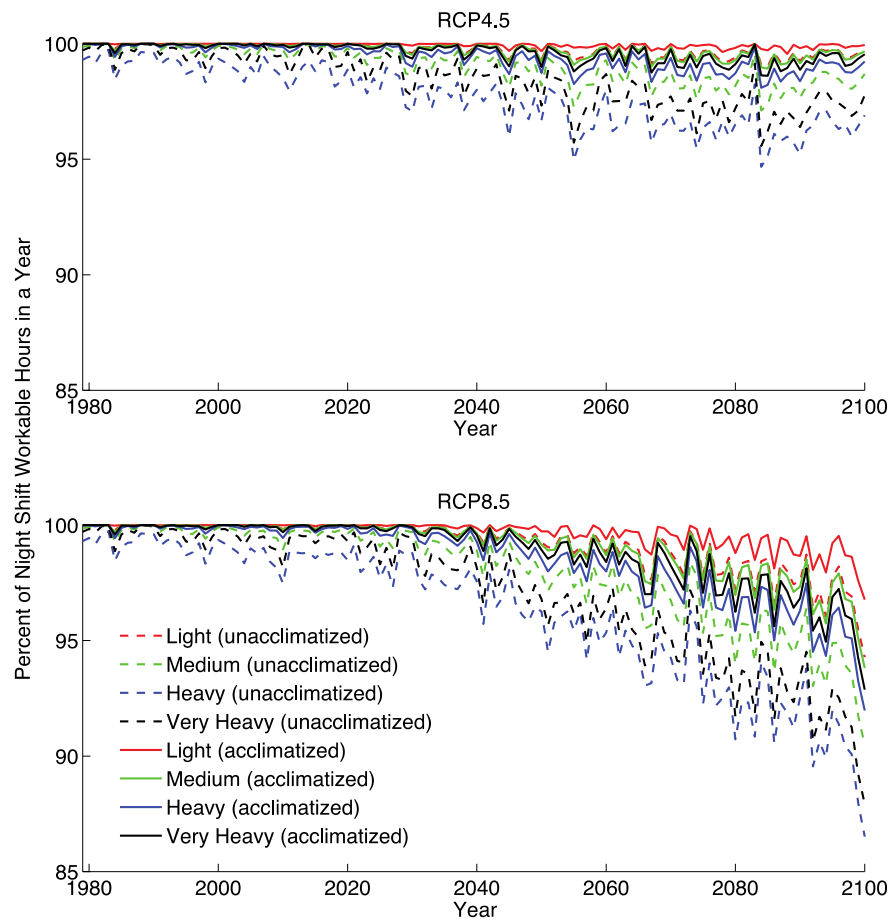 RCP4.5
100
95
90
85
1980
2000
2020
2040
2060
2080
2100
Year
Percent of Night Shift Workable Hours in a Year
RCP8.5
100
95
90
85
Light (unacclimatized)
Medium (unacclimatized)
Heavy (unacclimatized)
Very Heavy (unacclimatized)
Light (acclimatized)
Medium (acclimatized)
Heavy (acclimatized)
Very Heavy (acclimatized)
1980
2000
2020
2040
2060
2080
2100
Year